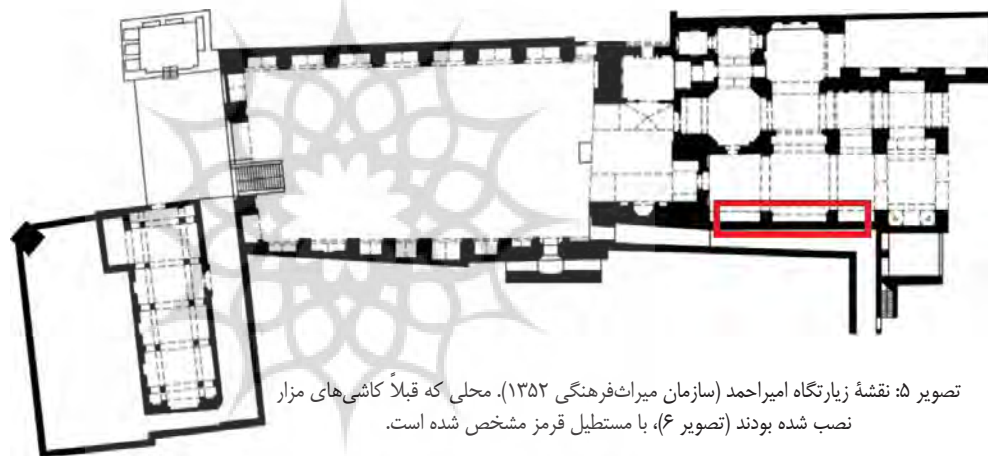 تصویر ۵: نقشهٔ زیارتگاه امیراحمد (سازمان میراث‌فرهنگی ۱۳۵۲). محلی که قبلاً کاشی‌های مزار
نصب شده بودند (تصویر ۶)، با مستطیل قرمز مشخص شده است.